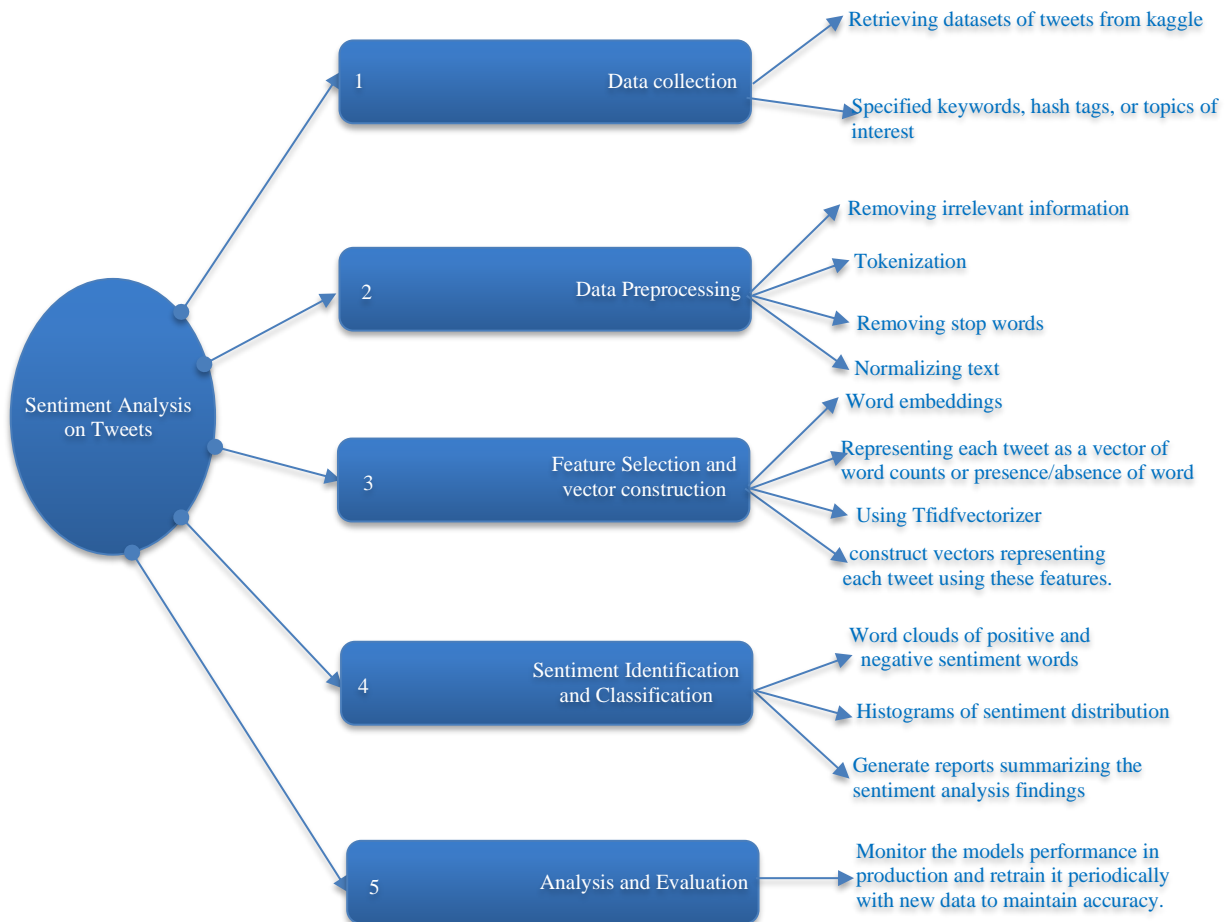 Sentiment Analysis
on Tweets
1
Data collection
Retrieving datasets of tweets from kaggle
Specified keywords, hash tags, or topics of
interest
2
Data Preprocessing
Removing irrelevant information
Tokenization
Removing stop words
Normalizing text
3
Feature Selection and
vector construction
Word embeddings
Representing each tweet as a vector of
word counts or presence/absence of word
Using Tfidfvectorizer
construct vectors representing
each tweet using these features.
4
Sentiment Identification
and Classification
Word clouds of positive and
negative sentiment words
Histograms of sentiment distribution
Generate reports summarizing the
sentiment analysis findings
5
Analysis and Evaluation
Monitor the models performance in
production and retrain it periodically
with new data to maintain accuracy.